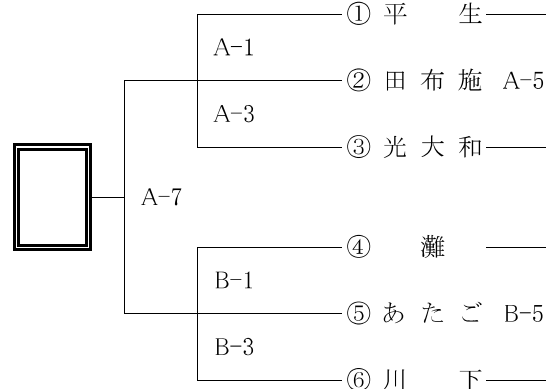 ① 平 生
A-1
② 田 布 施 A-5
A-3
③ 光 大 和
A-7
④ 灘
B-1
⑤ あ た ご B-5
B-3
⑥ 川 下